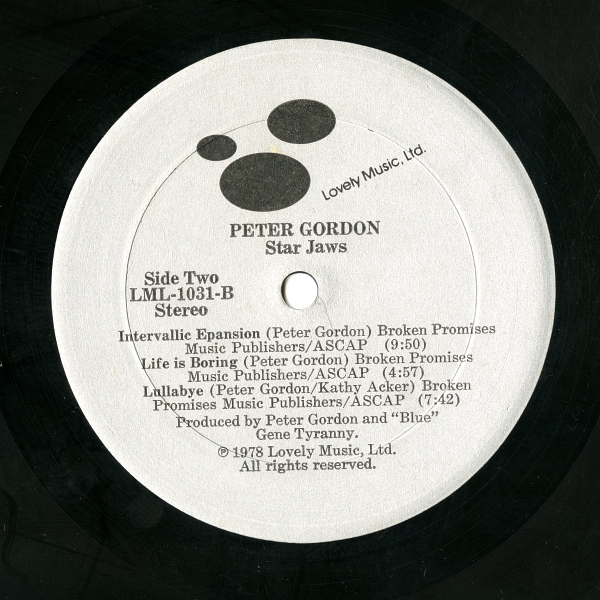 Lovely Music, Ltd.
PETER GORDON
Star Jaws
Side Two
LML-1031-B
Stereo
Intervallic Epansion (Peter Gordon) Broken Promises
Music Publishers/ASCAP (9:50)
Life is Boring (Peter Gordon) Broken Promises
Music Publishers/ASCAP (4:57)
Lullabye (Peter Gordon/Kathy Acker) Broken
Promises Music Publishers/ASCAP (7:42)
Produced by Peter Gordon and “Blue”
Gene Tyranny.
℗ 1978 Lovely Music, Ltd.
All rights reserved.